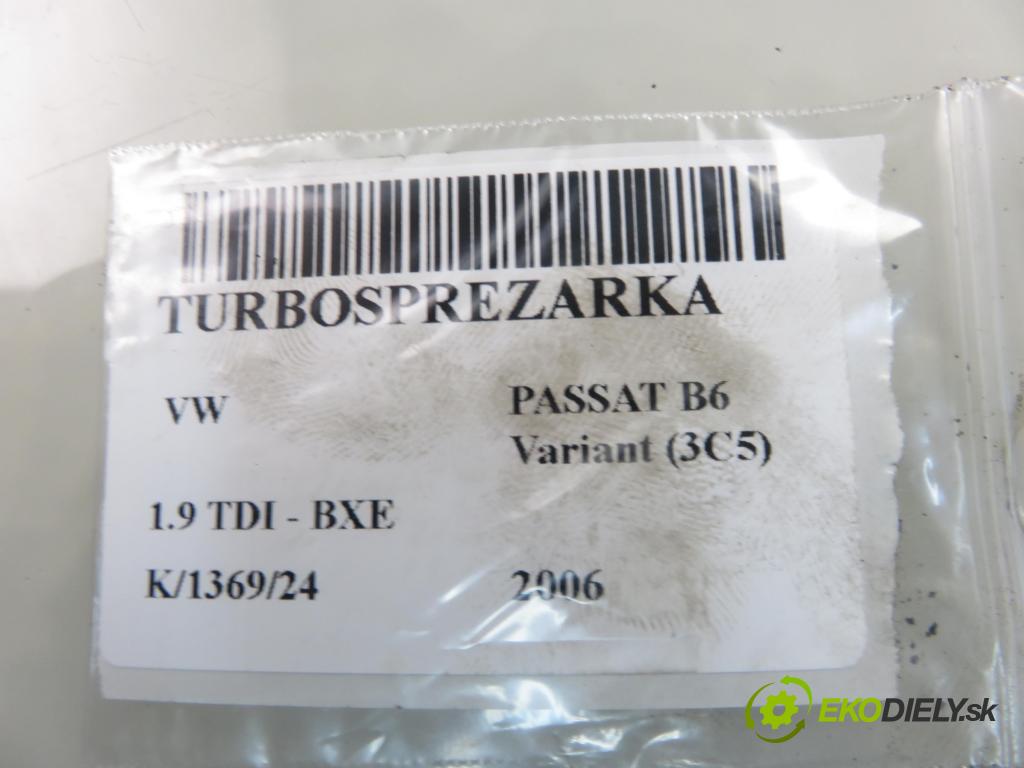 TURBOSPREZARKA
VW
PASSAT B6
Variant (3C5)
1.9 TDI - BXE
K/1369/24
2006
EKODIELY.sk